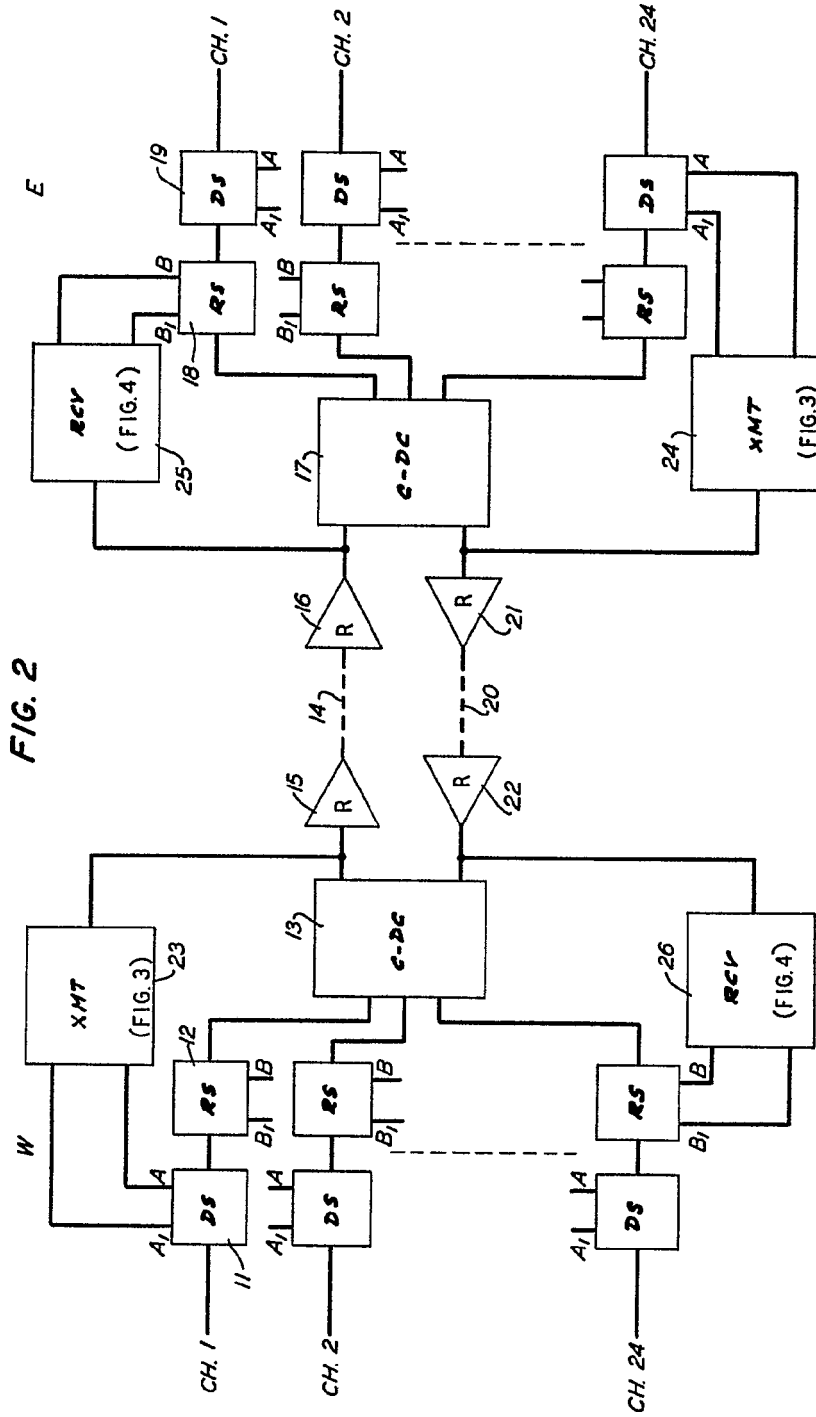 FIG. 2
W
E
XMT
(FIG. 3)
23
A1
A
DS
11
CH. 1
RS
12
B1
B
A1
A
DS
CH. 2
RS
B1
B
A1
A
DS
CH. 24
RS
B1
B
RCV
(FIG. 4)
26
C-DC
13
R
15
14
R
16
R
22
20
R
21
C-DC
17
RCV
(FIG. 4)
25
B1
B
RS
18
A1
A
DS
19
CH. 1
B1
B
RS
A1
A
DS
CH. 2
RS
DS
A1
A
CH. 24
XMT
(FIG. 3)
24